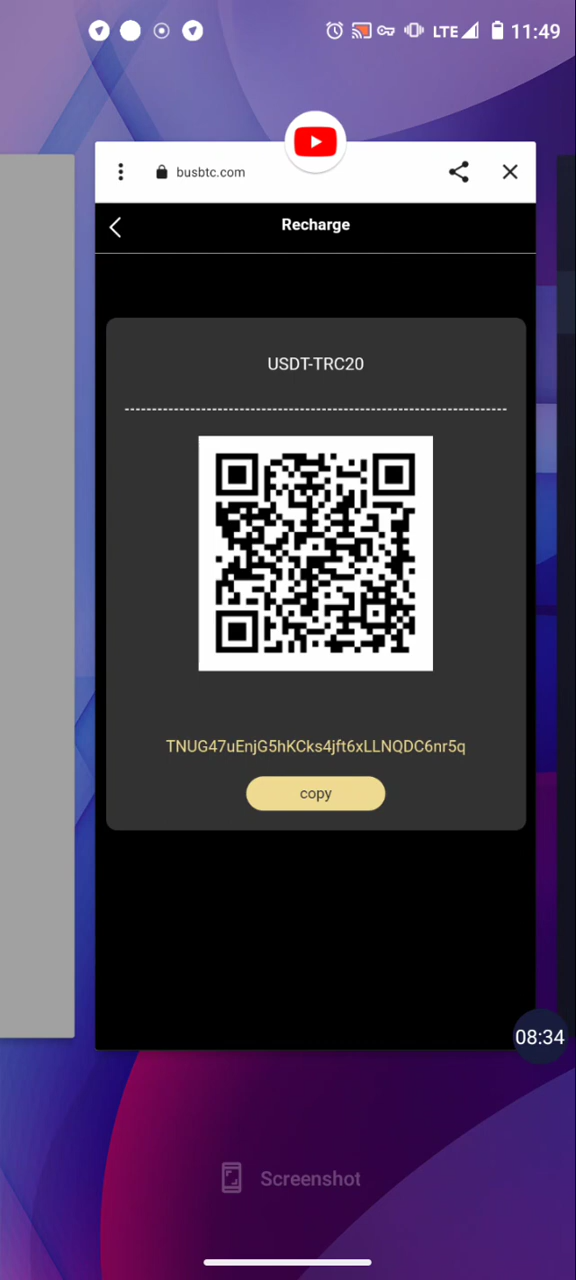 LTE 11:49
busbtc.com
Recharge
USDT-TRC20
TNUG47uEnjG5hKCks4jft6xLLNQDC6nr5q
copy
08:34
Screenshot